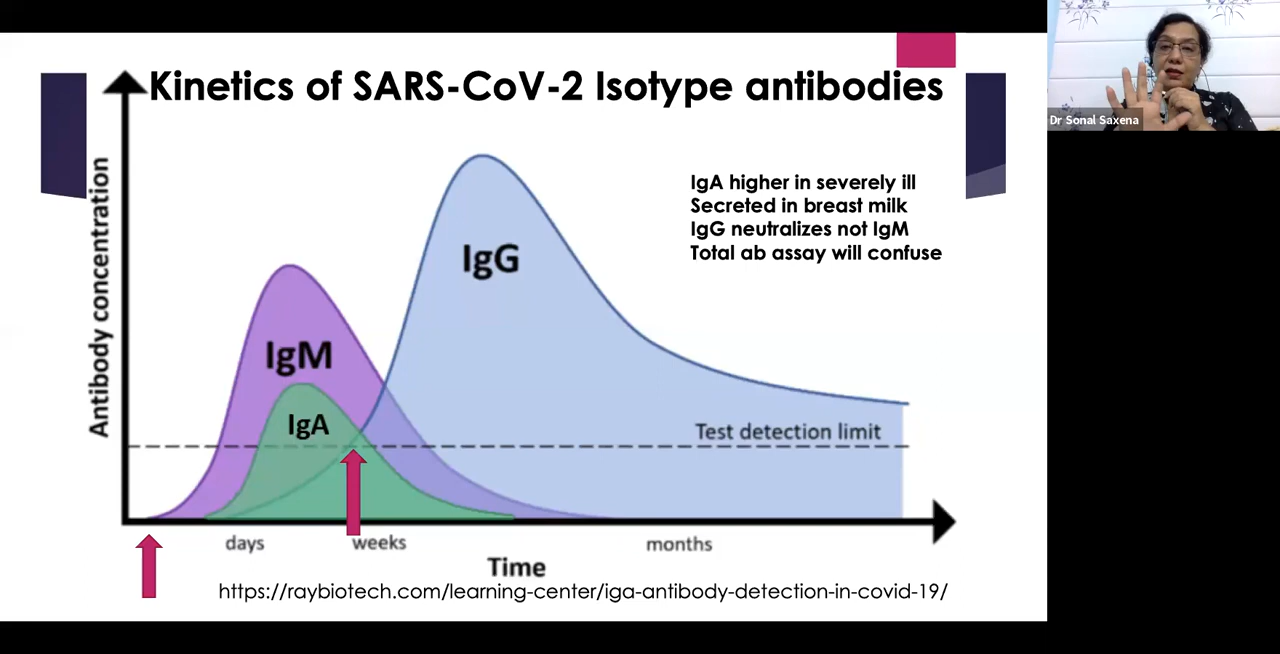 Kinetics of SARS-CoV-2 Isotype antibodies
Dr Sonal Saxena
Antibody concentration
IgA higher in severely ill
Secreted in breast milk
IgG neutralizes not IgM
Total ab assay will confuse
IgG
IgM
IgA
Test detection limit
days
weeks
months
Time
https://raybiotech.com/learning-center/iga-antibody-detection-in-covid-19/